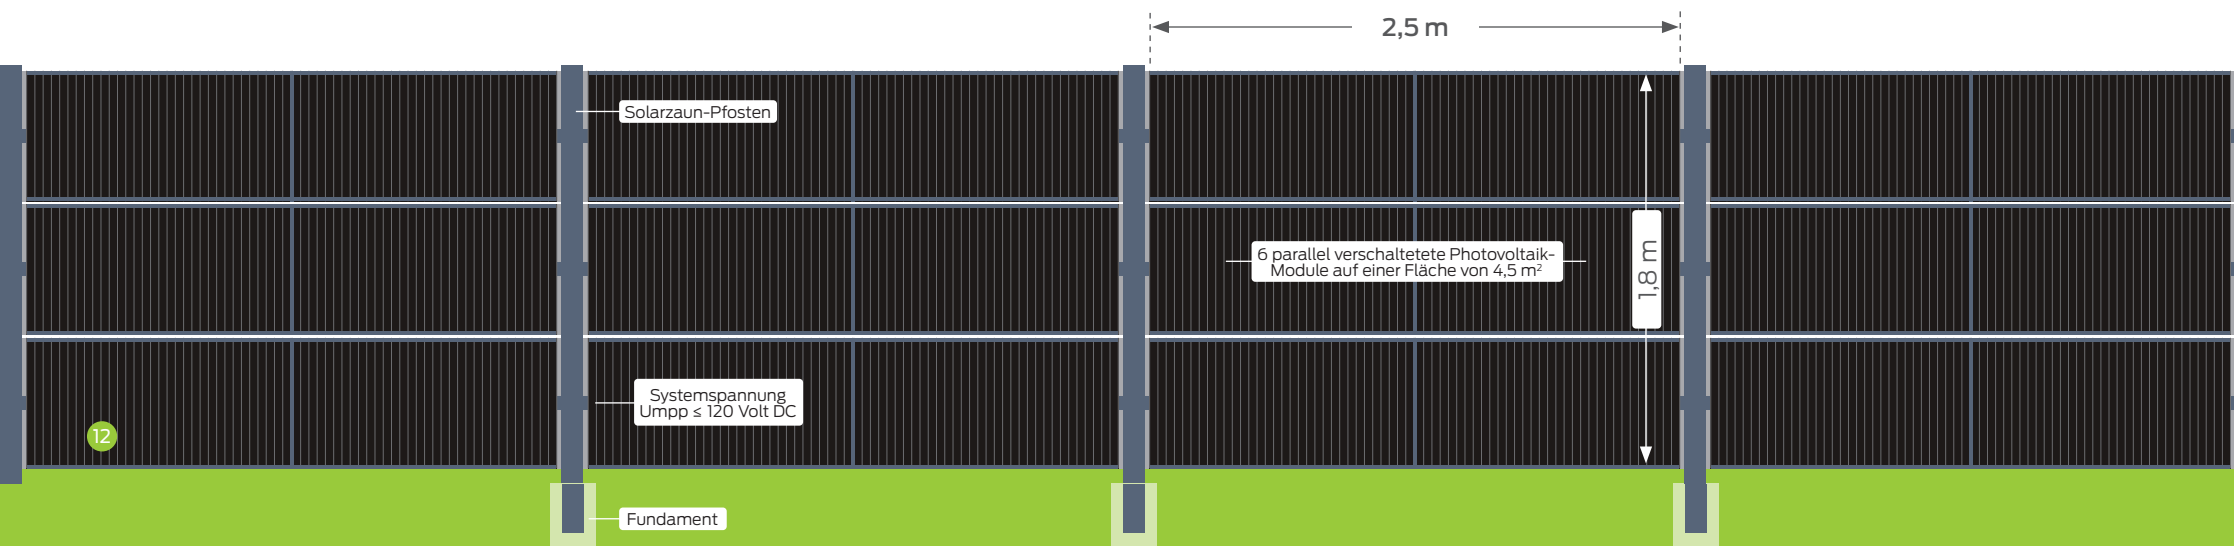 2,5 m
Solarzaun-Pfosten
6 parallel verschaltetete Photovoltaik-
Module auf einer Fläche von 4,5 m²
1,8 m
Systemspannung
Umpp ≤ 120 Volt DC
12
Fundament